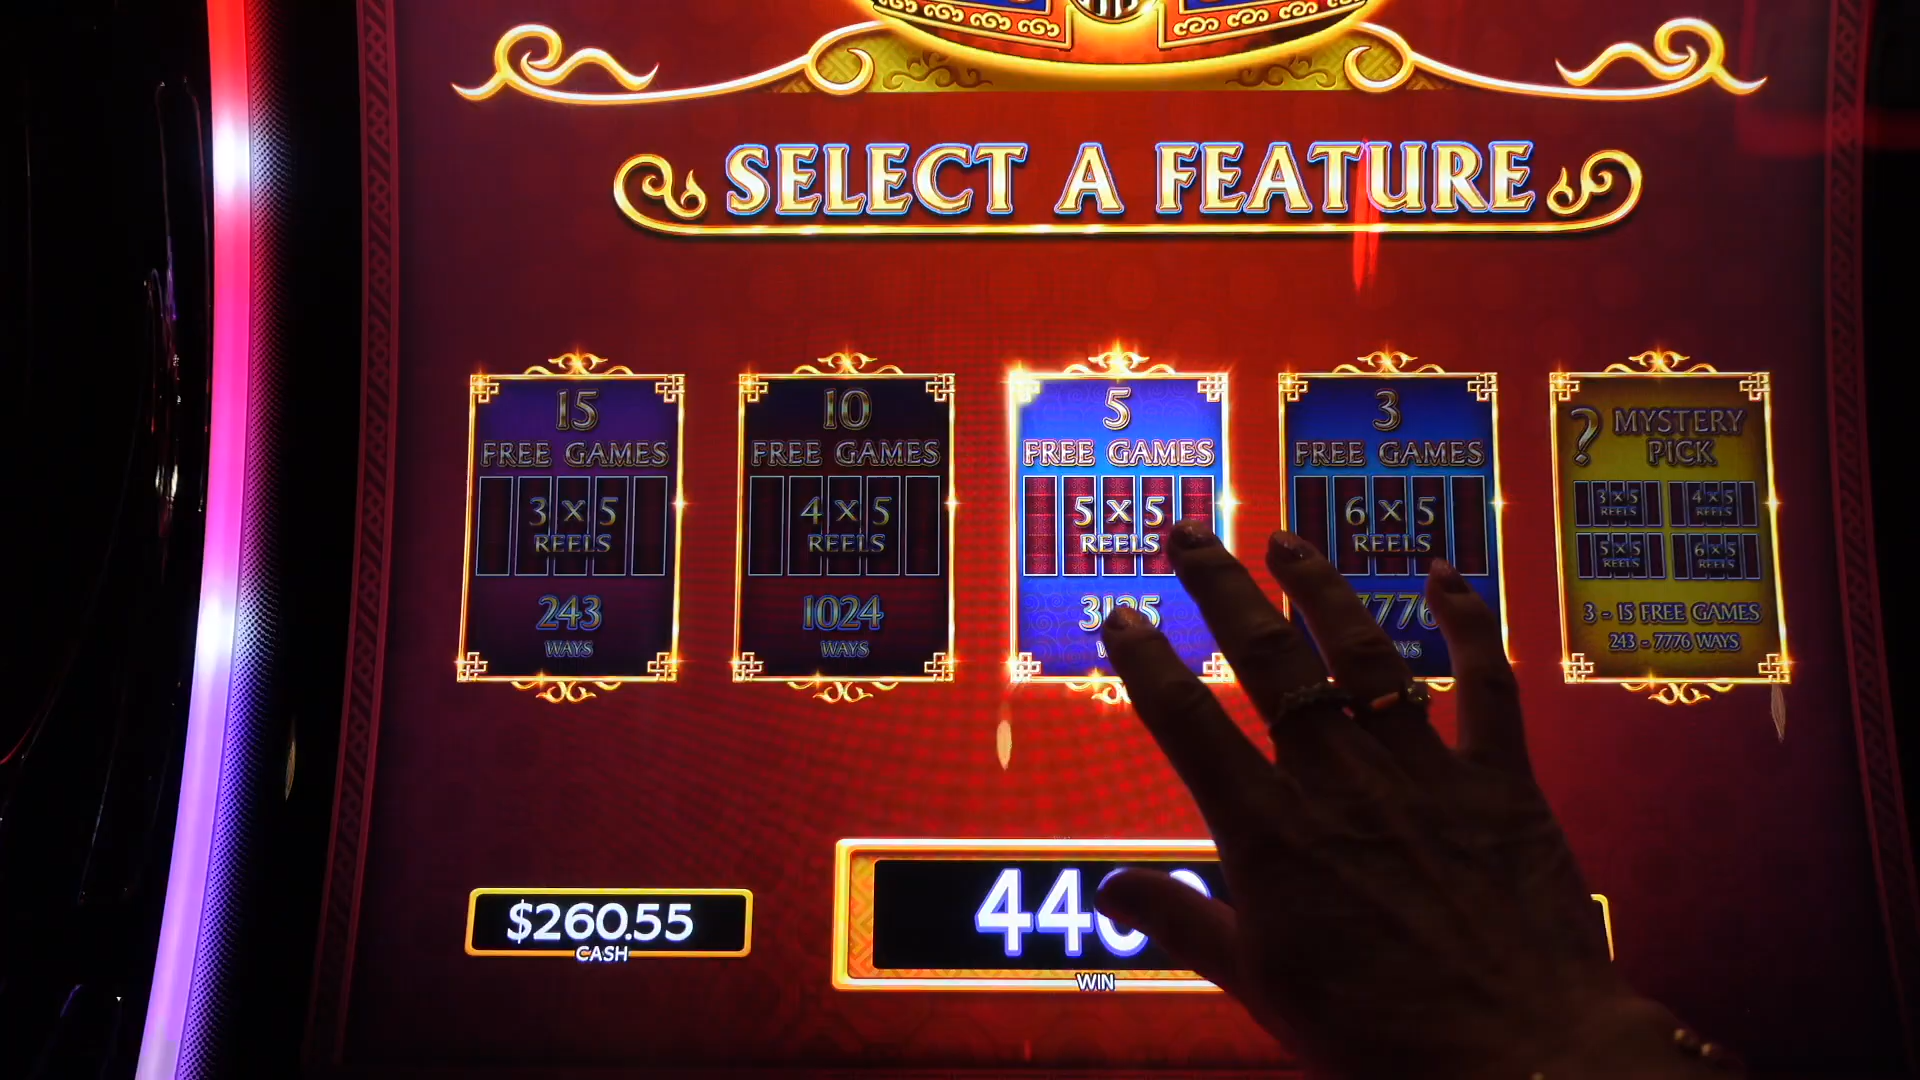 SELECT A FEATURE
15
FREE GAMES
3 X 5
REELS
243
WAYS
10
FREE GAMES
4 X 5
REELS
1024
WAYS
5
FREE GAMES
5 X 5
REELS
3125
3
FREE GAMES
6 X 5
REELS
7776
? MYSTERY
PICK
3 X 5
REELS
4 X 5
REELS
5 X 5
REELS
6 X 5
REELS
3 - 15 FREE GAMES
243 - 7776 WAYS
$260.55
CASH
WIN